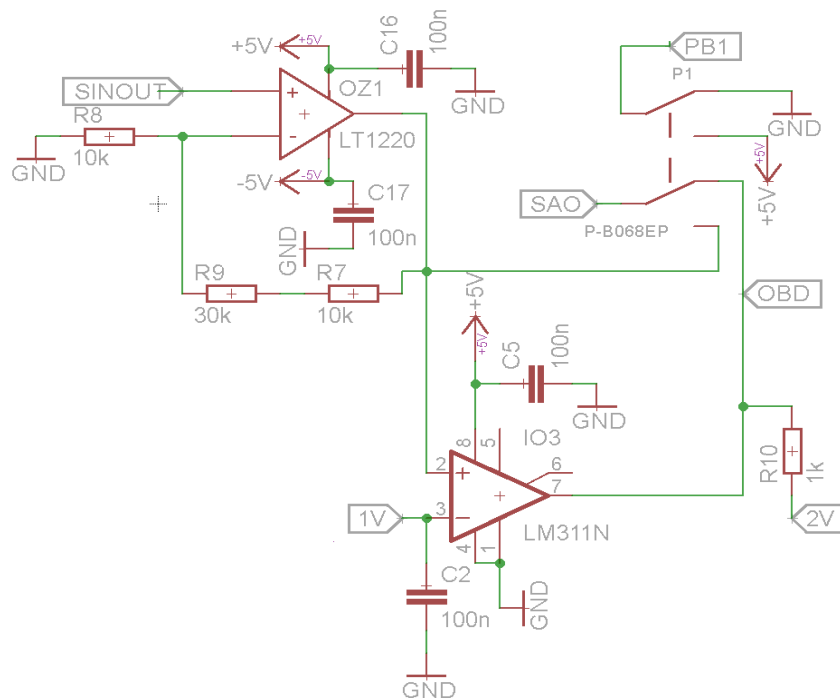 C16
100n
+5V
+5V
PB1
SINOUT
OZ1
P1
GND
GND
R8
10k
LT1220
GND
-5V
-5V
C17
100n
GND
+5V
+5V
SAO
P-B068EP
R9
30k
R7
10k
+5V
+5V
OBD
C5
100n
GND
IO3
8
5
6
2
7
3
4
1
LM311N
1V
R10
1k
2V
C2
100n
GND
GND